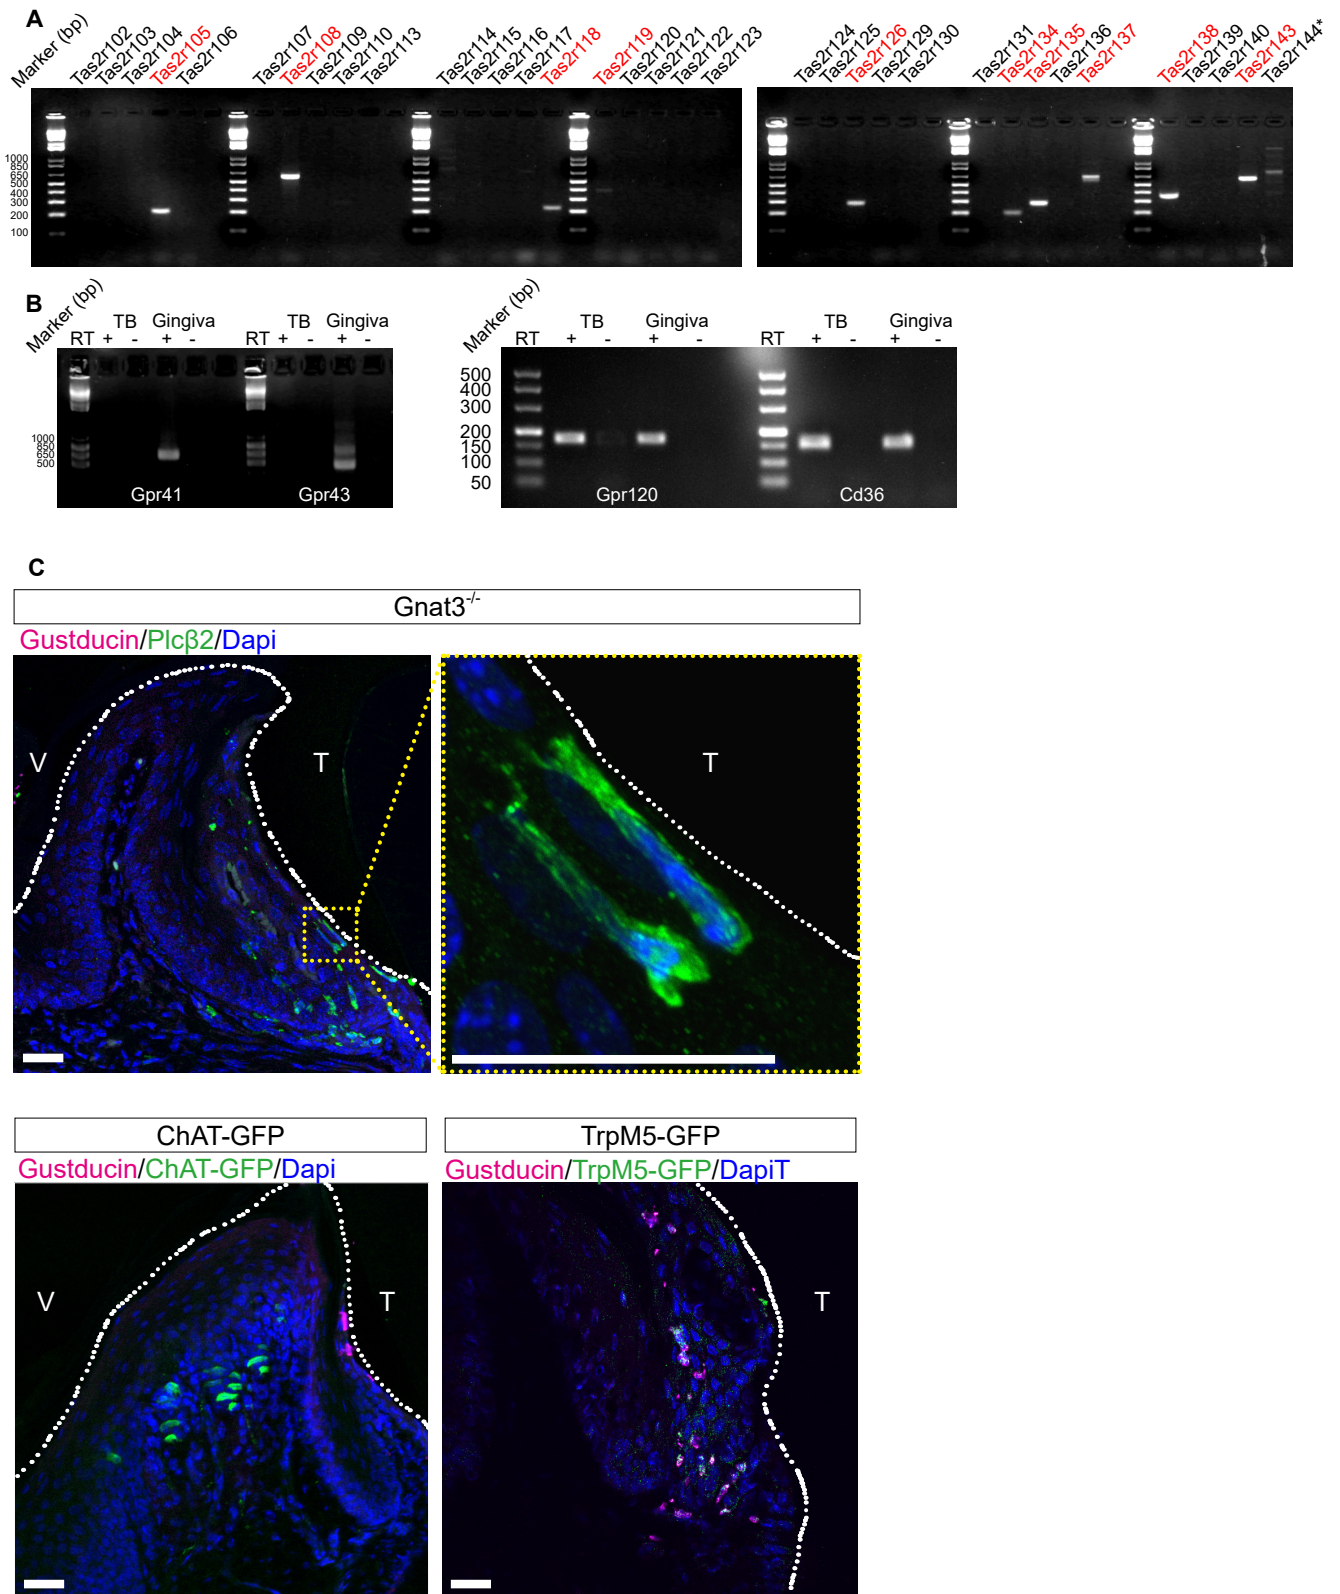 A
Marker (bp) Tas2r102 Tas2r103 Tas2r104 Tas2r105 Tas2r106 Tas2r107 Tas2r108 Tas2r109 Tas2r110 Tas2r113 Tas2r114 Tas2r115 Tas2r116 Tas2r117 Tas2r118 Tas2r119 Tas2r120 Tas2r121 Tas2r122 Tas2r123 Tas2r124 Tas2r125 Tas2r126 Tas2r129 Tas2r130 Tas2r131 Tas2r134 Tas2r135 Tas2r136 Tas2r137 Tas2r138 Tas2r139 Tas2r140 Tas2r143 Tas2r144*
1000
850
650
500
400
300
200
100
B
Marker (bp) TB Gingiva TB Gingiva
RT + - + - RT + - + -
1000
850
650
500
Gpr41 Gpr43
Marker (bp) TB Gingiva TB Gingiva
RT + - + - RT + - + -
500
400
300
200
150
100
50
Gpr120 Cd36
C
Gnat3-/-
Gustducin/Plcβ2/Dapi
V T T
ChAT-GFP
Gustducin/ChAT-GFP/Dapi
V T
TrpM5-GFP
Gustducin/TrpM5-GFP/DapiT
T